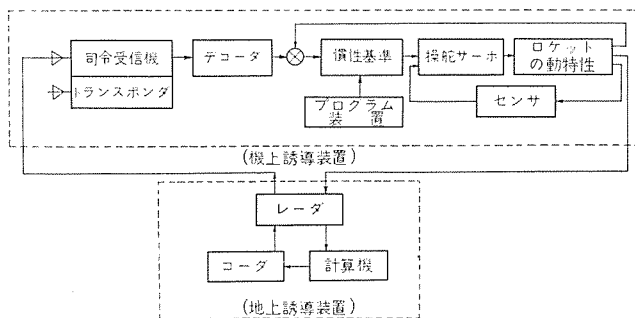 司令受信機
トランスポンダ
デコーダ
慣性基準
プログラム
装置
操舵サーホ
ロケット
の動特性
センサ
(機上誘導装置)
レーダ
コーダ
計算機
(地上誘導装置)